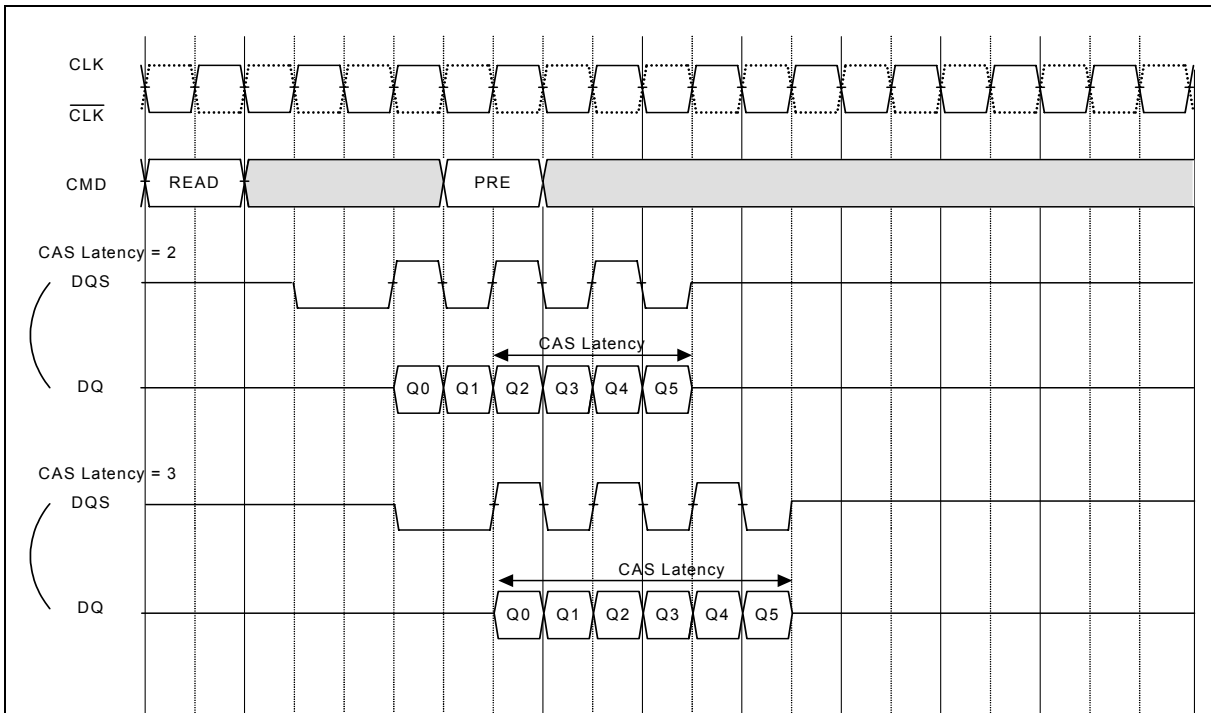 CLK
CLK
CMD
READ
PRE
CAS Latency = 2
DQS
CAS Latency
DQ
Q0 Q1 Q2 Q3 Q4 Q5
CAS Latency = 3
DQS
CAS Latency
DQ
Q0 Q1 Q2 Q3 Q4 Q5